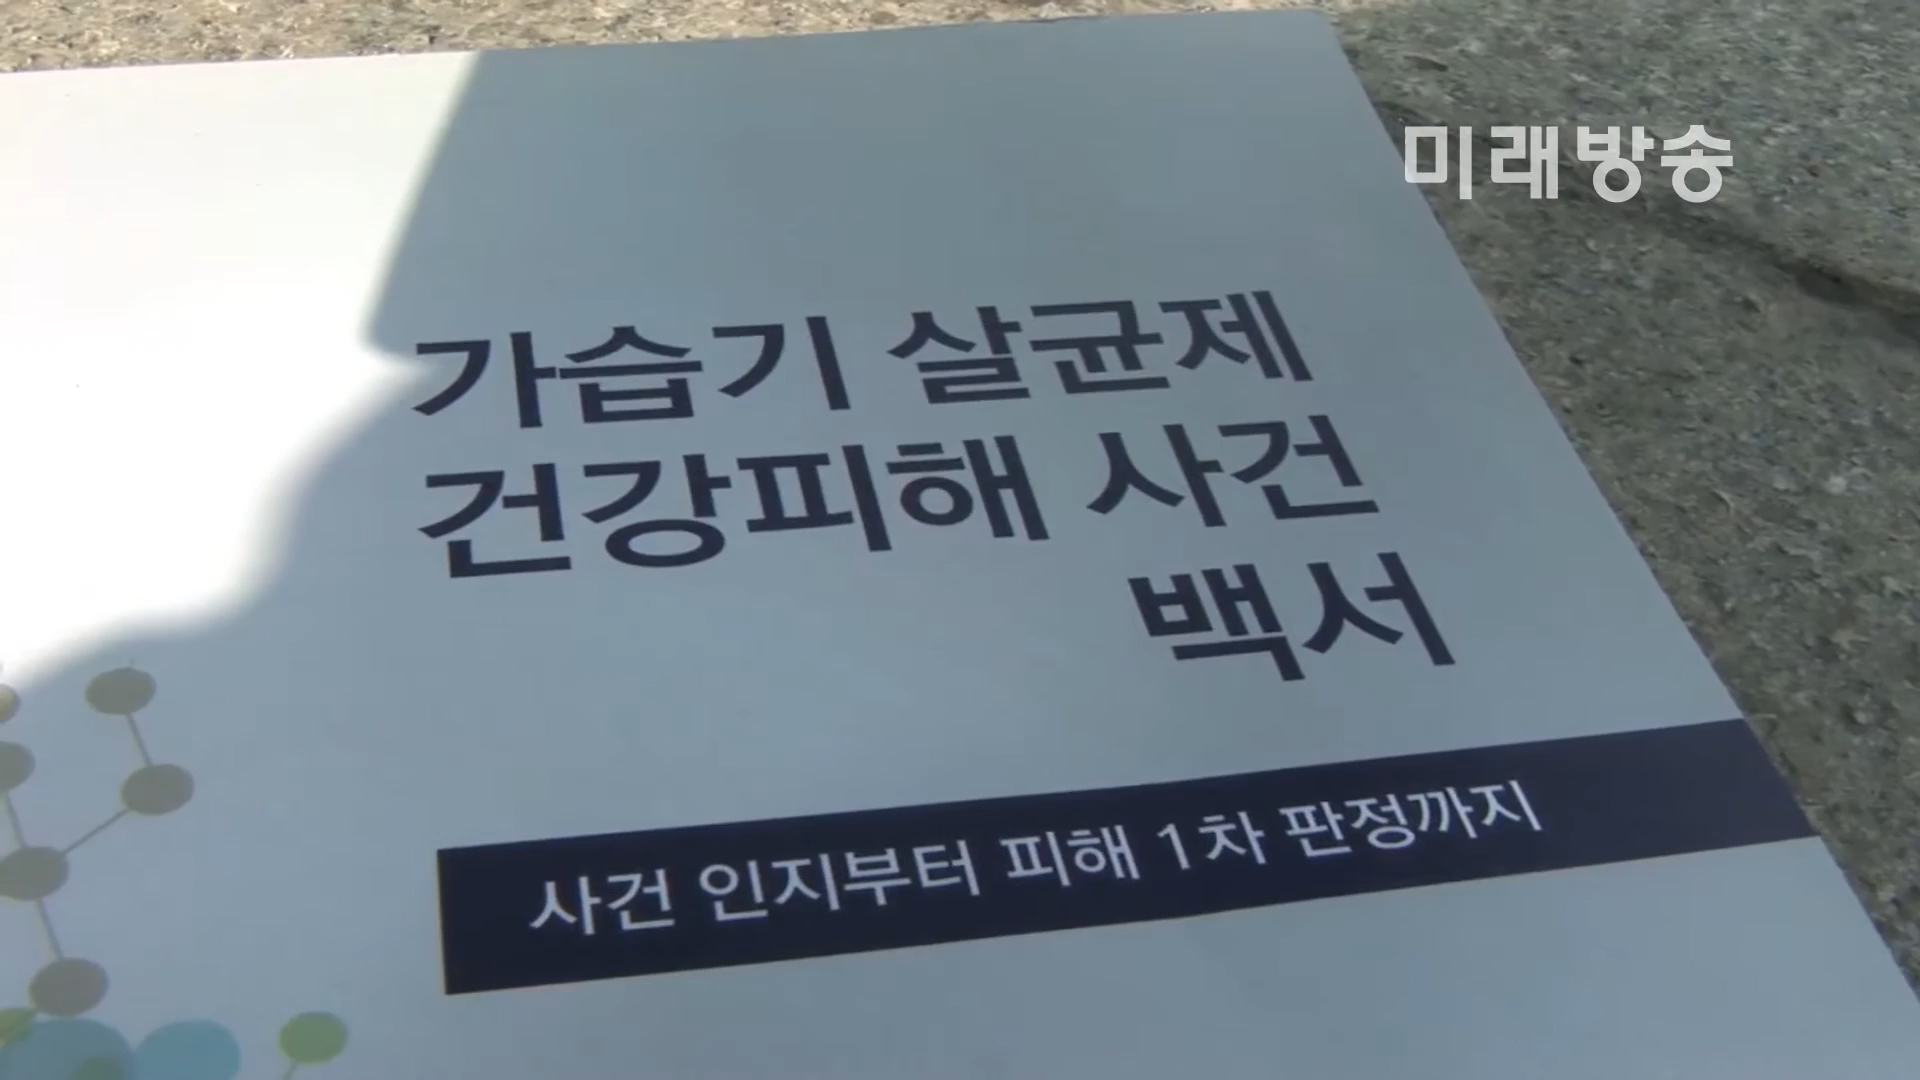 미래방송
가습기 살균제
건강피해 사건
백서
사건 인지부터 피해 1차 판정까지